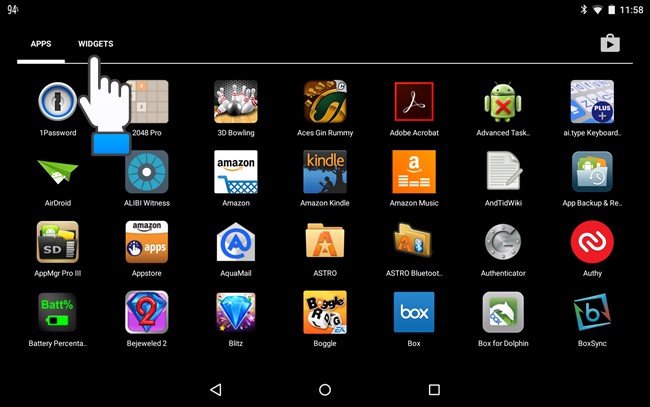 94%
11:58
APPS WIDGETS
1Password 2048 Pro 3D Bowling Aces Gin Rummy Adobe Acrobat Advanced Task.. ai.type Keyboard..
PLUS+
amazon kindle amazon
AirDroid ALIBI Witness Amazon Amazon Kindle Amazon Music AndTidWiki App Backup & Re..
SD amazon apps
AppMgr Pro III Appstore AquaMail ASTRO ASTRO Bluetoot.. Authenticator Authy
Batt% 2 Boggle box b
Battery Percenta.. Bejeweled 2 Blitz Boggle Box Box for Dolphin BoxSync